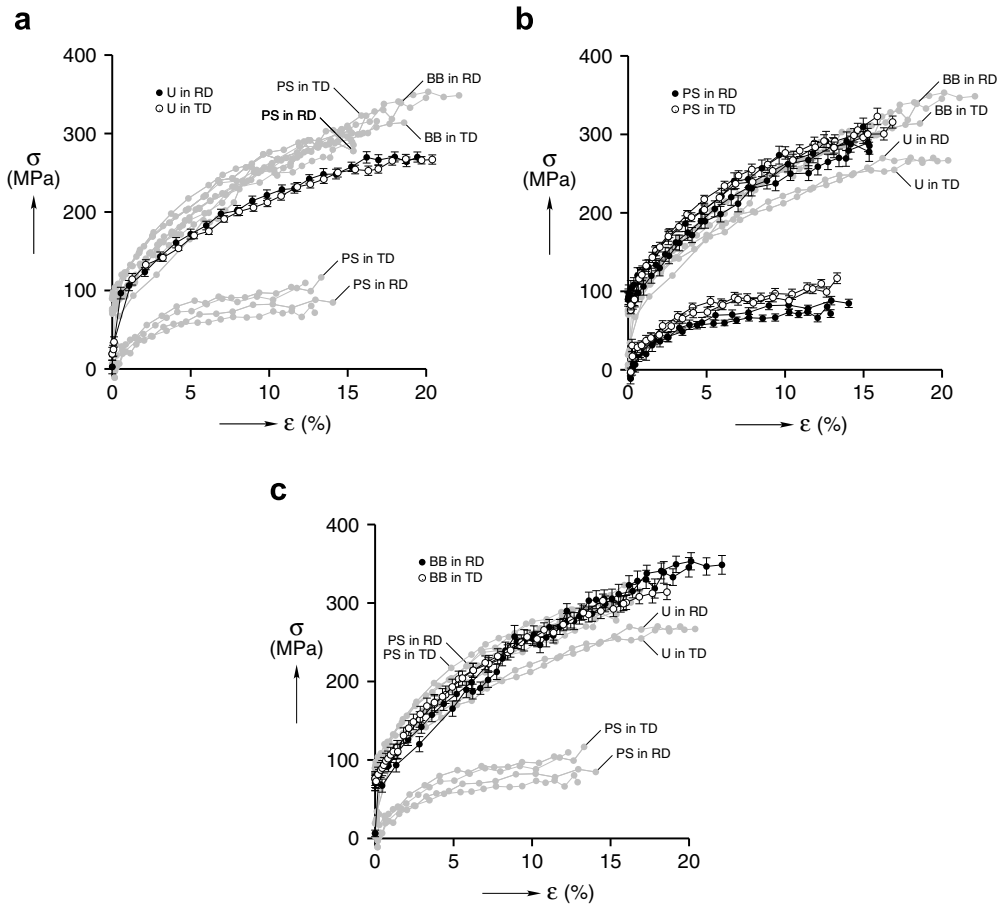 a
400
300
200
100
0
σ
(MPa)
U in RD
U in TD
PS in TD
PS in RD
BB in RD
BB in TD
PS in TD
PS in RD
0
5
10
15
20
ε (%)
b
400
300
200
100
0
σ
(MPa)
PS in RD
PS in TD
BB in RD
BB in TD
U in RD
U in TD
0
5
10
15
20
ε (%)
c
400
300
200
100
0
σ
(MPa)
BB in RD
BB in TD
PS in RD
PS in TD
U in RD
U in TD
PS in TD
PS in RD
0
5
10
15
20
ε (%)